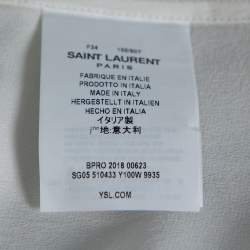 F34
SAINT LAURENT
PARIS
FABRIQUE EN ITALIE
PRODOTTO IN ITALIA
MADE IN ITALY
HERGESTELLT IN ITALIEN
HECHO EN ITALIA
イタリア製
地:意大利
BPRO 2018 00623
SG05 510433 Y100W 9935
YSL.COM